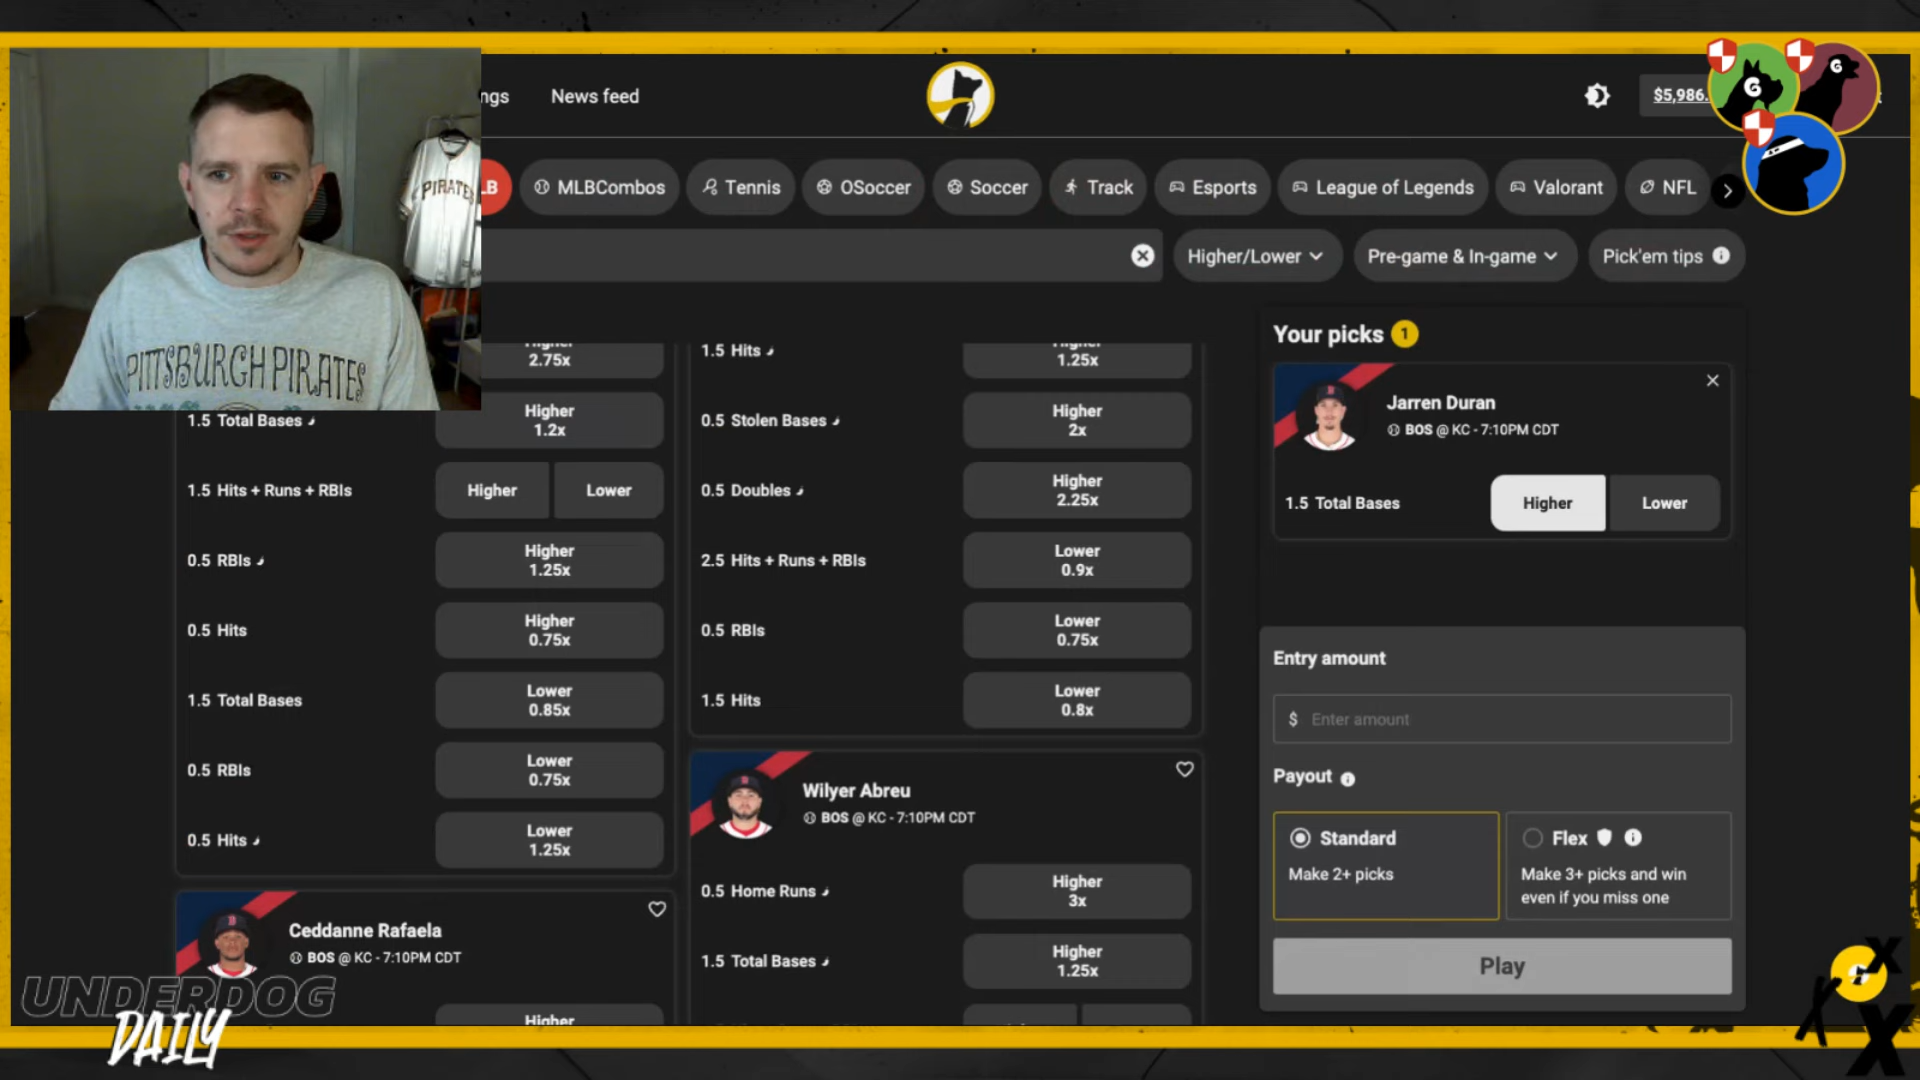 ngs
News feed
$5,986.
LB
MLBCombos
Tennis
OSoccer
Soccer
Track
Esports
League of Legends
Valorant
NFL
Higher/Lower
Pre-game & In-game
Pick'em tips
PIRATES
PITTSBURGH PIRATES
Higher
2.75x
1.5 Total Bases
Higher
1.2x
1.5 Hits + Runs + RBIs
Higher
Lower
0.5 RBIs
Higher
1.25x
0.5 Hits
Higher
0.75x
1.5 Total Bases
Lower
0.85x
0.5 RBIs
Lower
0.75x
0.5 Hits
Lower
1.25x
Ceddanne Rafaela
BOS @ KC - 7:10PM CDT
Higher
1.5 Hits
Higher
1.25x
0.5 Stolen Bases
Higher
2x
0.5 Doubles
Higher
2.25x
2.5 Hits + Runs + RBIs
Lower
0.9x
0.5 RBIs
Lower
0.75x
1.5 Hits
Lower
0.8x
Wilyer Abreu
BOS @ KC - 7:10PM CDT
0.5 Home Runs
Higher
3x
1.5 Total Bases
Higher
1.25x
Your picks 1
Jarren Duran
BOS @ KC - 7:10PM CDT
1.5 Total Bases
Higher
Lower
Entry amount
$ Enter amount
Payout
Standard
Make 2+ picks
Flex
Make 3+ picks and win
even if you miss one
Play
UNDERDOG
DAILY